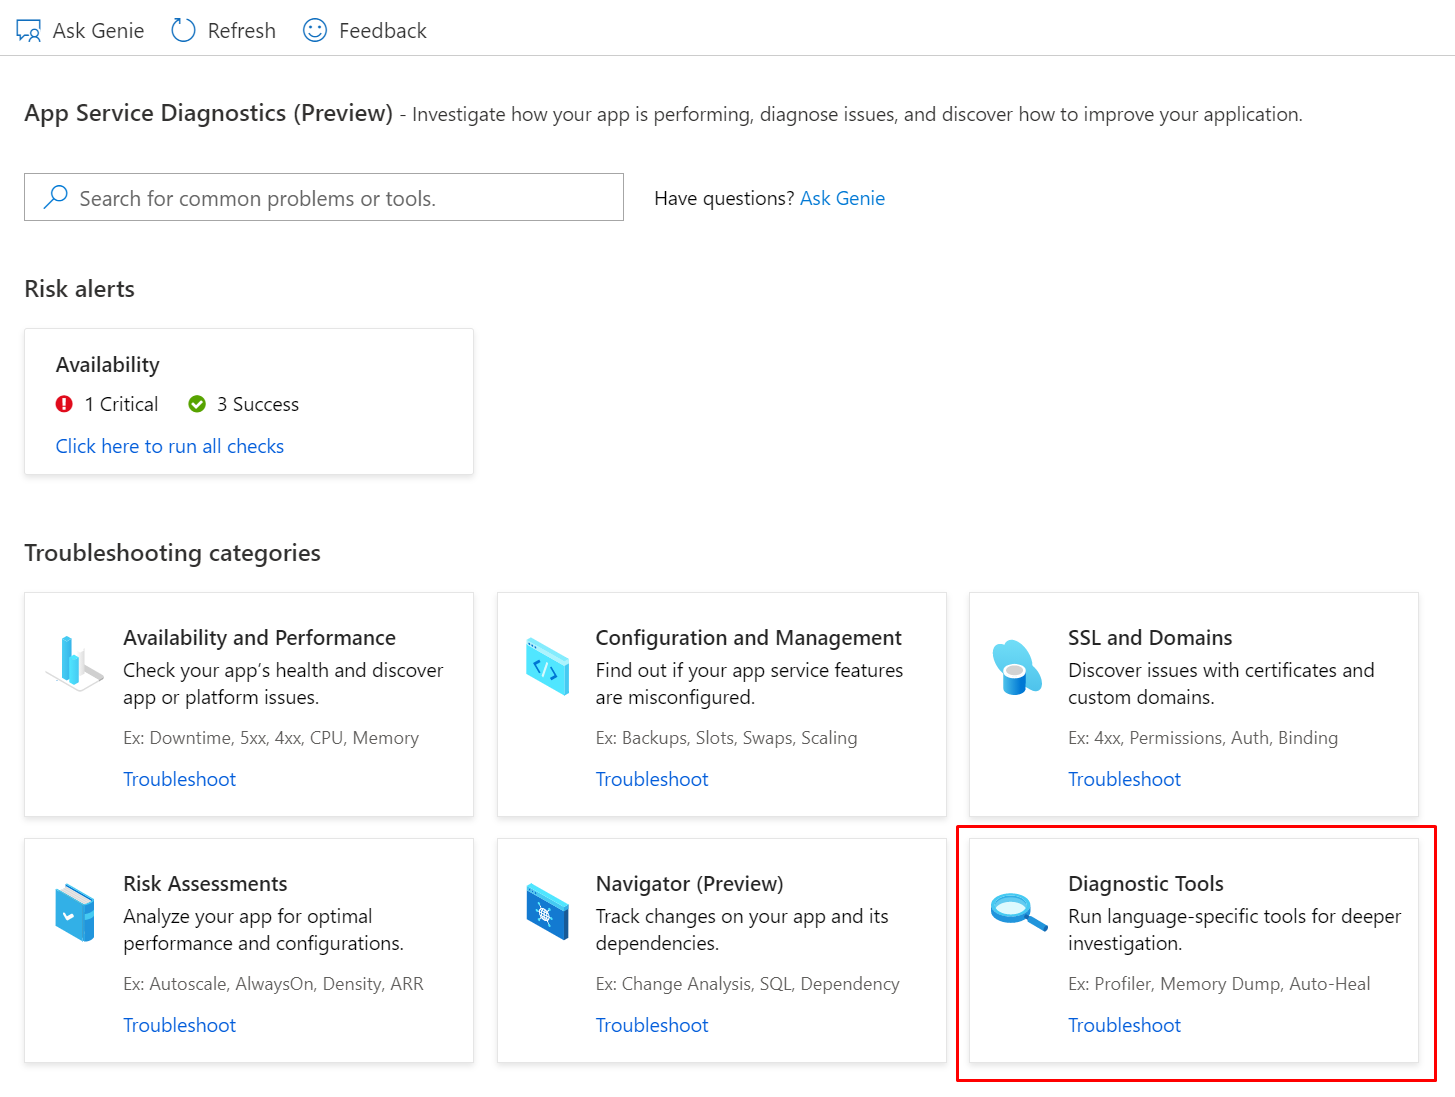 Ask Genie Refresh Feedback
App Service Diagnostics (Preview) - Investigate how your app is performing, diagnose issues, and discover how to improve your application.
Search for common problems or tools. Have questions? Ask Genie
Risk alerts
Availability
1 Critical 3 Success
Click here to run all checks
Troubleshooting categories
Availability and Performance
Check your app’s health and discover
app or platform issues.
Ex: Downtime, 5xx, 4xx, CPU, Memory
Troubleshoot
Configuration and Management
Find out if your app service features
are misconfigured.
Ex: Backups, Slots, Swaps, Scaling
Troubleshoot
SSL and Domains
Discover issues with certificates and
custom domains.
Ex: 4xx, Permissions, Auth, Binding
Troubleshoot
Risk Assessments
Analyze your app for optimal
performance and configurations.
Ex: Autoscale, AlwaysOn, Density, ARR
Troubleshoot
Navigator (Preview)
Track changes on your app and its
dependencies.
Ex: Change Analysis, SQL, Dependency
Troubleshoot
Diagnostic Tools
Run language-specific tools for deeper
investigation.
Ex: Profiler, Memory Dump, Auto-Heal
Troubleshoot